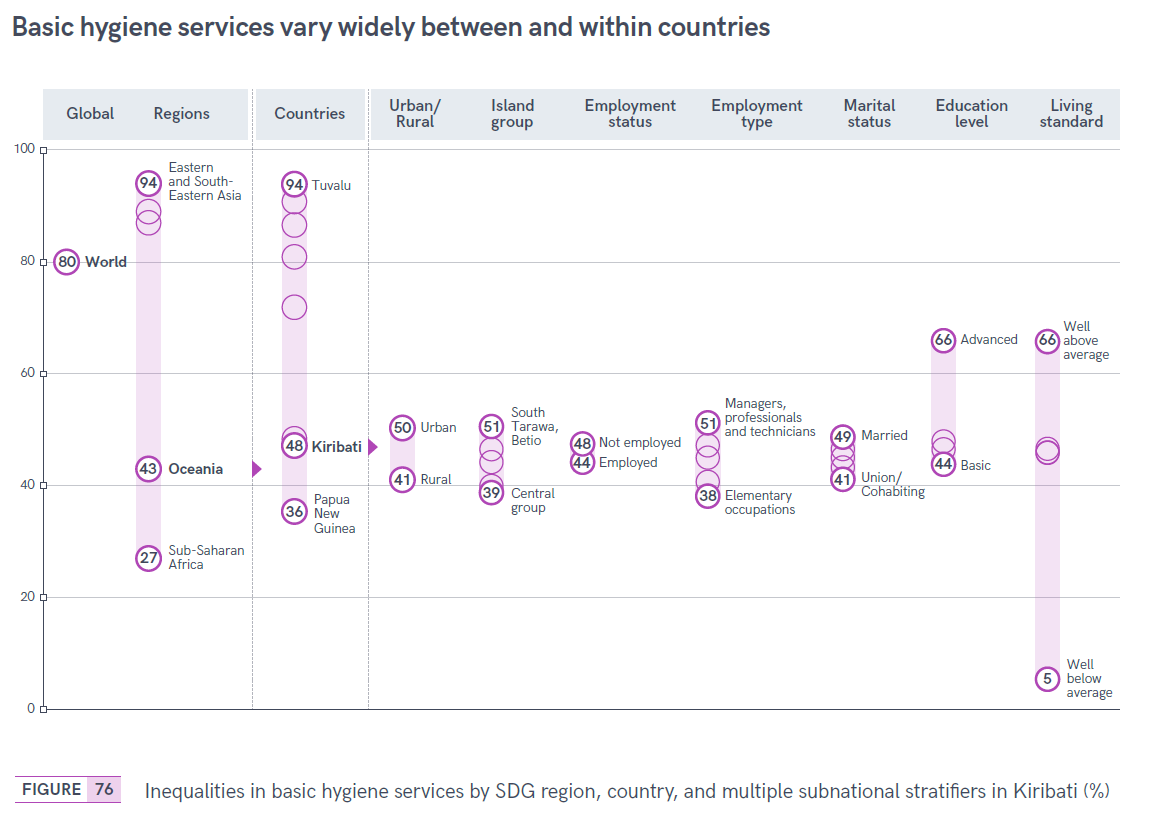 Basic hygiene services vary widely between and within countries
Global
Regions
Countries
Urban/
Rural
Island
group
Employment
status
Employment
type
Marital
status
Education
level
Living
standard
100
80
60
40
20
0
80 World
94
Eastern
and South-
Eastern Asia
43 Oceania
27
Sub-Saharan
Africa
94 Tuvalu
48 Kiribati
36
Papua
New
Guinea
50 Urban
41 Rural
51
South
Tarawa,
Betio
39
Central
group
48 Not employed
44 Employed
51
Managers,
professionals
and technicians
38
Elementary
occupations
49 Married
41
Union/
Cohabiting
66 Advanced
44 Basic
66
Well
above
average
5
Well
below
average
FIGURE 76
Inequalities in basic hygiene services by SDG region, country, and multiple subnational stratifiers in Kiribati (%)